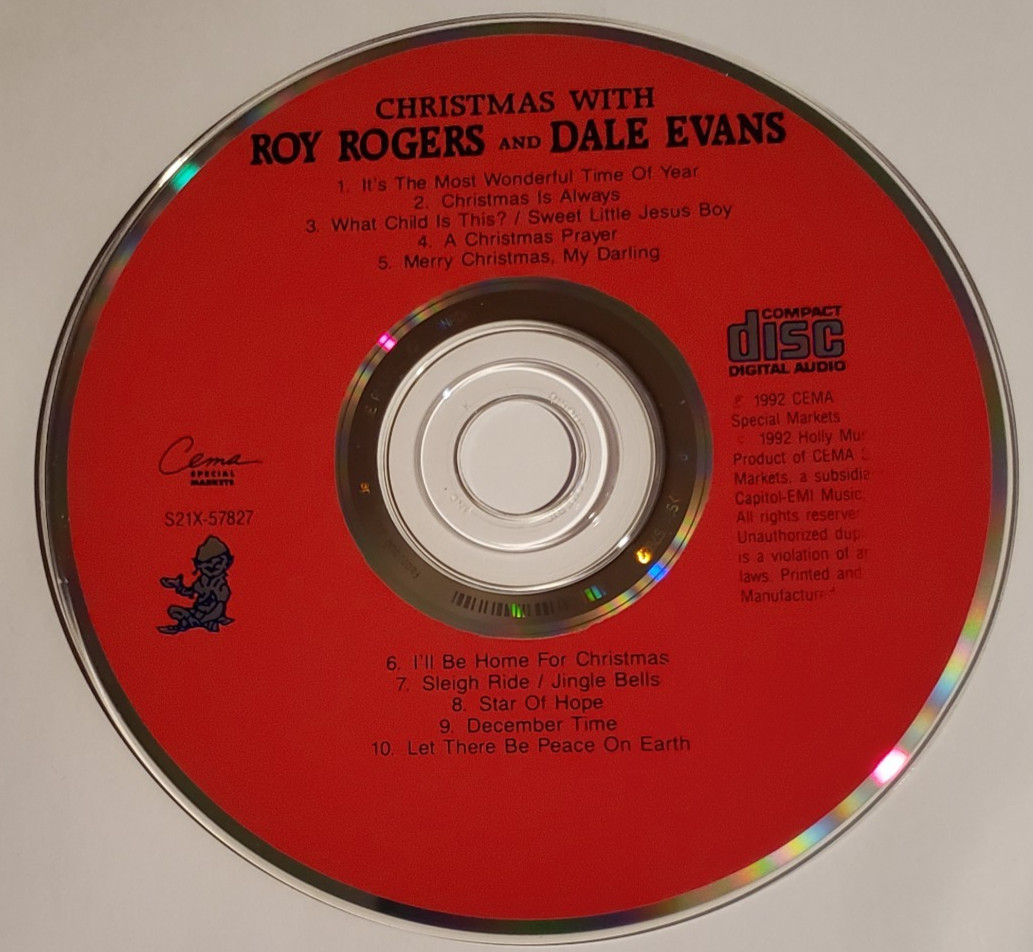 CHRISTMAS WITH
ROY ROGERS AND DALE EVANS
1. It's The Most Wonderful Time Of Year
2. Christmas Is Always
3. What Child Is This? / Sweet Little Jesus Boy
4. A Christmas Prayer
5. Merry Christmas, My Darling
COMPACT
disc
DIGITAL AUDIO
℗ 1992 CEMA
Special Markets
© 1992 Holly
Product of CEMA
Markets, a
Capitol-EMI Music,
All rights
Unauthorized
is a violation of
laws. Printed and
Cema
SPECIAL
MARKETS
S21X-57827
6. I'll Be Home For Christmas
7. Sleigh Ride / Jingle Bells
8. Star Of Hope
9. December Time
10. Let There Be Peace On Earth